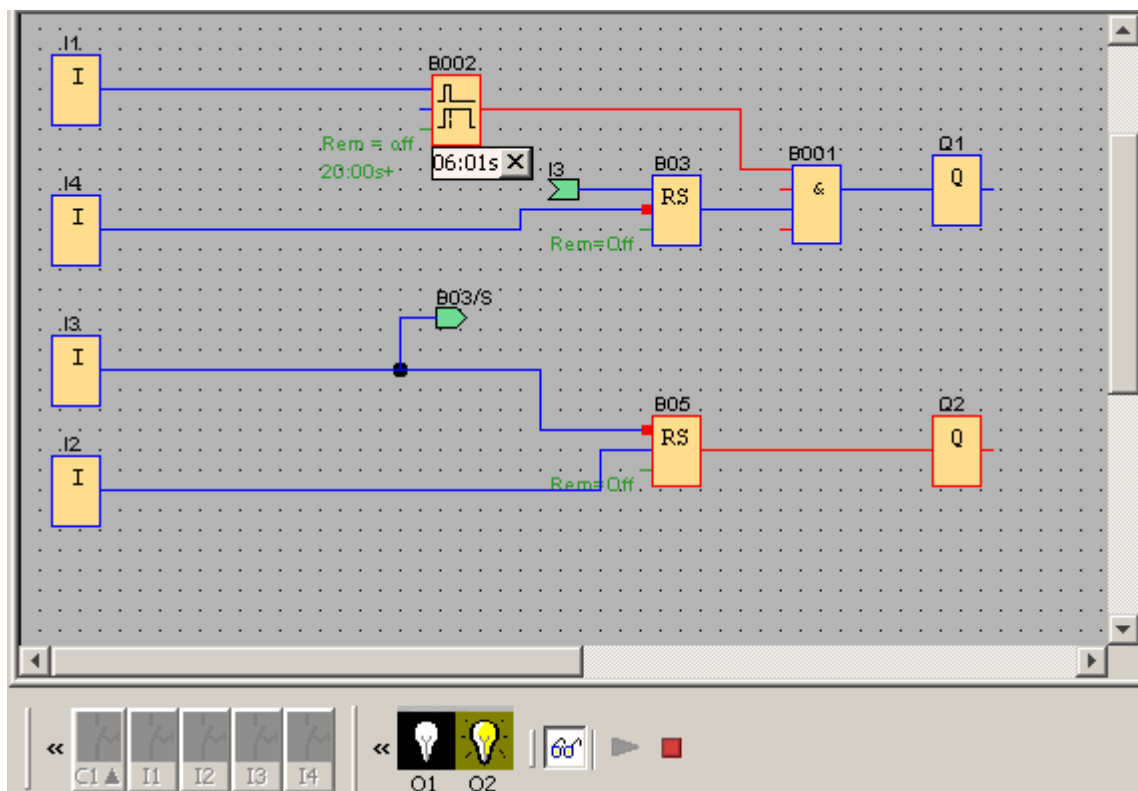 I1
I
B002
Rem = off
20:00s+
06:01s
I3
B03
RS
Rem=Off
B001
&
Q1
Q
I4
I
B03/S
I3
I
B05
RS
Rem=Off
Q2
Q
I2
I
«
C1
I1
I2
I3
I4
«
Q1
Q2